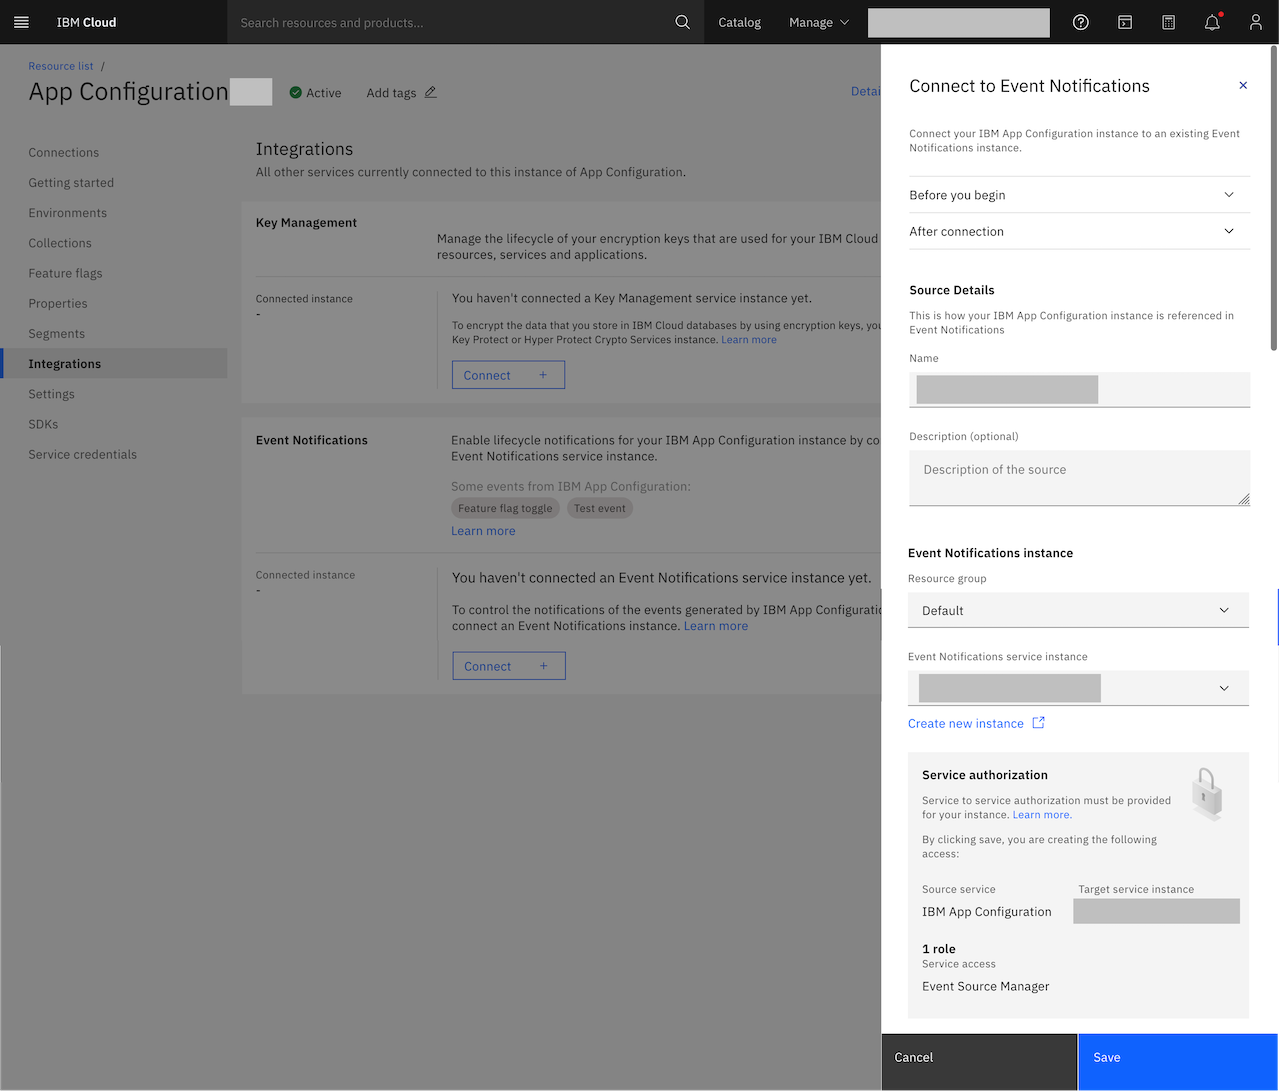 IBM Cloud
Search resources and products...
Catalog
Manage
Resource list /
App Configuration
Active
Add tags
Detai
Connections
Getting started
Environments
Collections
Feature flags
Properties
Segments
Integrations
Settings
SDKs
Service credentials
Integrations
All other services currently connected to this instance of App Configuration.
Key Management
Manage the lifecycle of your encryption keys that are used for your IBM Cloud
resources, services and applications.
Connected instance
-
You haven't connected a Key Management service instance yet.
To encrypt the data that you store in IBM Cloud databases by using encryption keys, you
Key Protect or Hyper Protect Crypto Services instance. Learn more
Connect +
Event Notifications
Enable lifecycle notifications for your IBM App Configuration instance by co
Event Notifications service instance.
Some events from IBM App Configuration:
Feature flag toggle
Test event
Learn more
Connected instance
-
You haven't connected an Event Notifications service instance yet.
To control the notifications of the events generated by IBM App Configuratio
connect an Event Notifications instance. Learn more
Connect +
Connect to Event Notifications
Connect your IBM App Configuration instance to an existing Event
Notifications instance.
Before you begin
After connection
Source Details
This is how your IBM App Configuration instance is referenced in
Event Notifications
Name
Description (optional)
Description of the source
Event Notifications instance
Resource group
Default
Event Notifications service instance
Create new instance
Service authorization
Service to service authorization must be provided
for your instance. Learn more.
By clicking save, you are creating the following
access:
Source service
Target service instance
IBM App Configuration
1 role
Service access
Event Source Manager
Cancel
Save